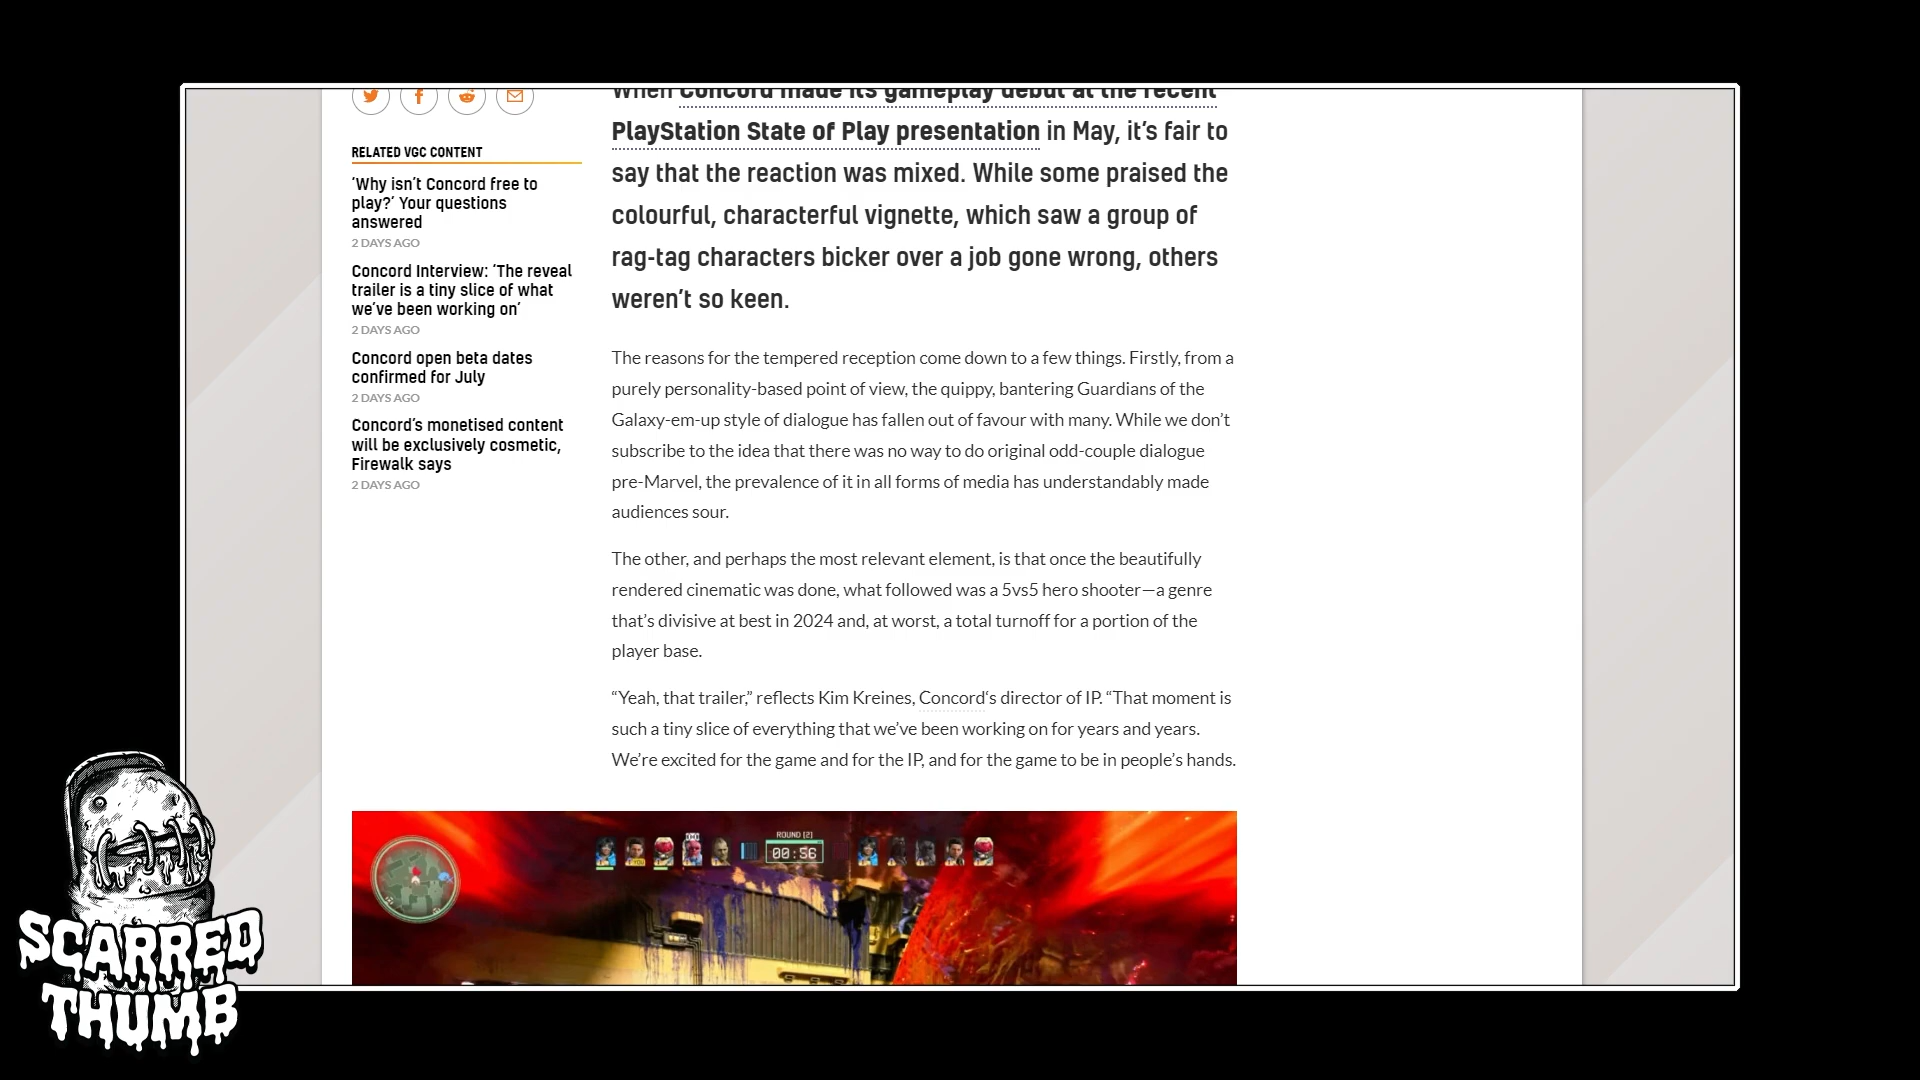 RELATED VGC CONTENT
‘Why isn’t Concord free to
play?’ Your questions
answered
2 DAYS AGO
Concord Interview: ‘The reveal
trailer is a tiny slice of what
we’ve been working on’
2 DAYS AGO
Concord open beta dates
confirmed for July
2 DAYS AGO
Concord’s monetised content
will be exclusively cosmetic,
Firewalk says
2 DAYS AGO
When Concord made its gameplay debut at the recent
PlayStation State of Play presentation in May, it’s fair to
say that the reaction was mixed. While some praised the
colourful, characterful vignette, which saw a group of
rag-tag characters bicker over a job gone wrong, others
weren’t so keen.
The reasons for the tempered reception come down to a few things. Firstly, from a
purely personality-based point of view, the quippy, bantering Guardians of the
Galaxy-em-up style of dialogue has fallen out of favour with many. While we don’t
subscribe to the idea that there was no way to do original odd-couple dialogue
pre-Marvel, the prevalence of it in all forms of media has understandably made
audiences sour.
The other, and perhaps the most relevant element, is that once the beautifully
rendered cinematic was done, what followed was a 5vs5 hero shooter—a genre
that’s divisive at best in 2024 and, at worst, a total turnoff for a portion of the
player base.
“Yeah, that trailer,” reflects Kim Kreines, Concord‘s director of IP. “That moment is
such a tiny slice of everything that we’ve been working on for years and years.
We’re excited for the game and for the IP, and for the game to be in people’s hands.
ROUND [2]
00:56
YOU
SCARRED
THUMB